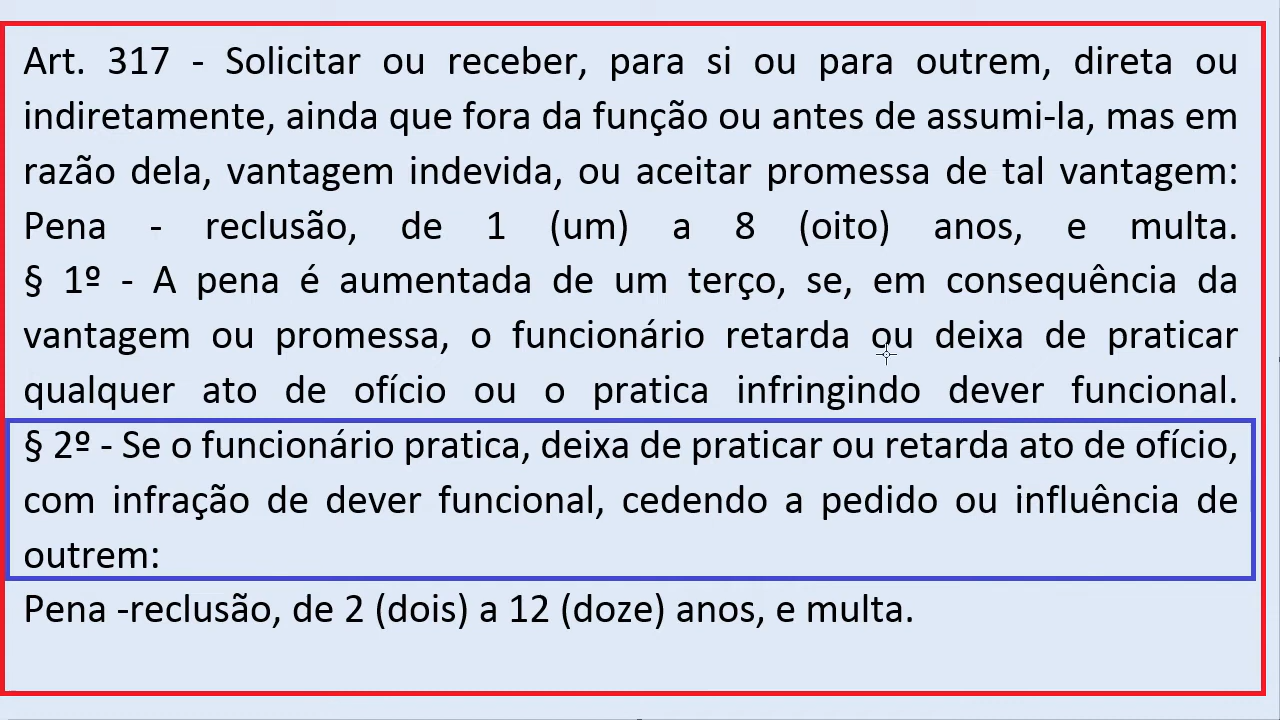 Art. 317 - Solicitar ou receber, para si ou para outrem, direta ou
indiretamente, ainda que fora da função ou antes de assumi-la, mas em
razão dela, vantagem indevida, ou aceitar promessa de tal vantagem:
Pena - reclusão, de 1 (um) a 8 (oito) anos, e multa.
§ 1º - A pena é aumentada de um terço, se, em consequência da
vantagem ou promessa, o funcionário retarda ou deixa de praticar
qualquer ato de ofício ou o pratica infringindo dever funcional.
§ 2º - Se o funcionário pratica, deixa de praticar ou retarda ato de ofício,
com infração de dever funcional, cedendo a pedido ou influência de
outrem:
Pena -reclusão, de 2 (dois) a 12 (doze) anos, e multa.